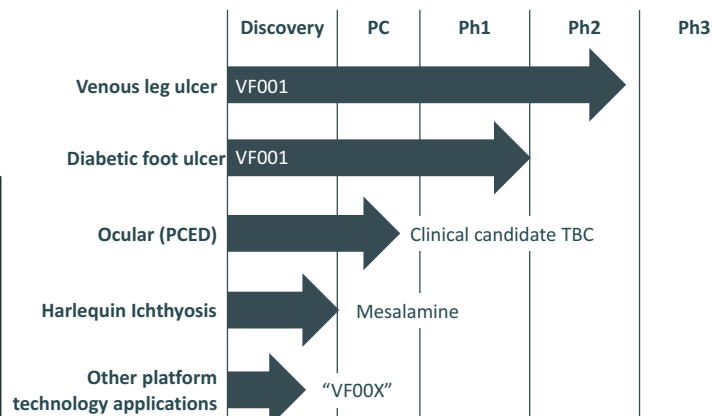 Discovery PC Ph1 Ph2 Ph3
Venous leg ulcer VF001
Diabetic foot ulcer VF001
Ocular (PCED) Clinical candidate TBC
Harlequin Ichthyosis Mesalamine
Other platform
technology applications “VF00X”